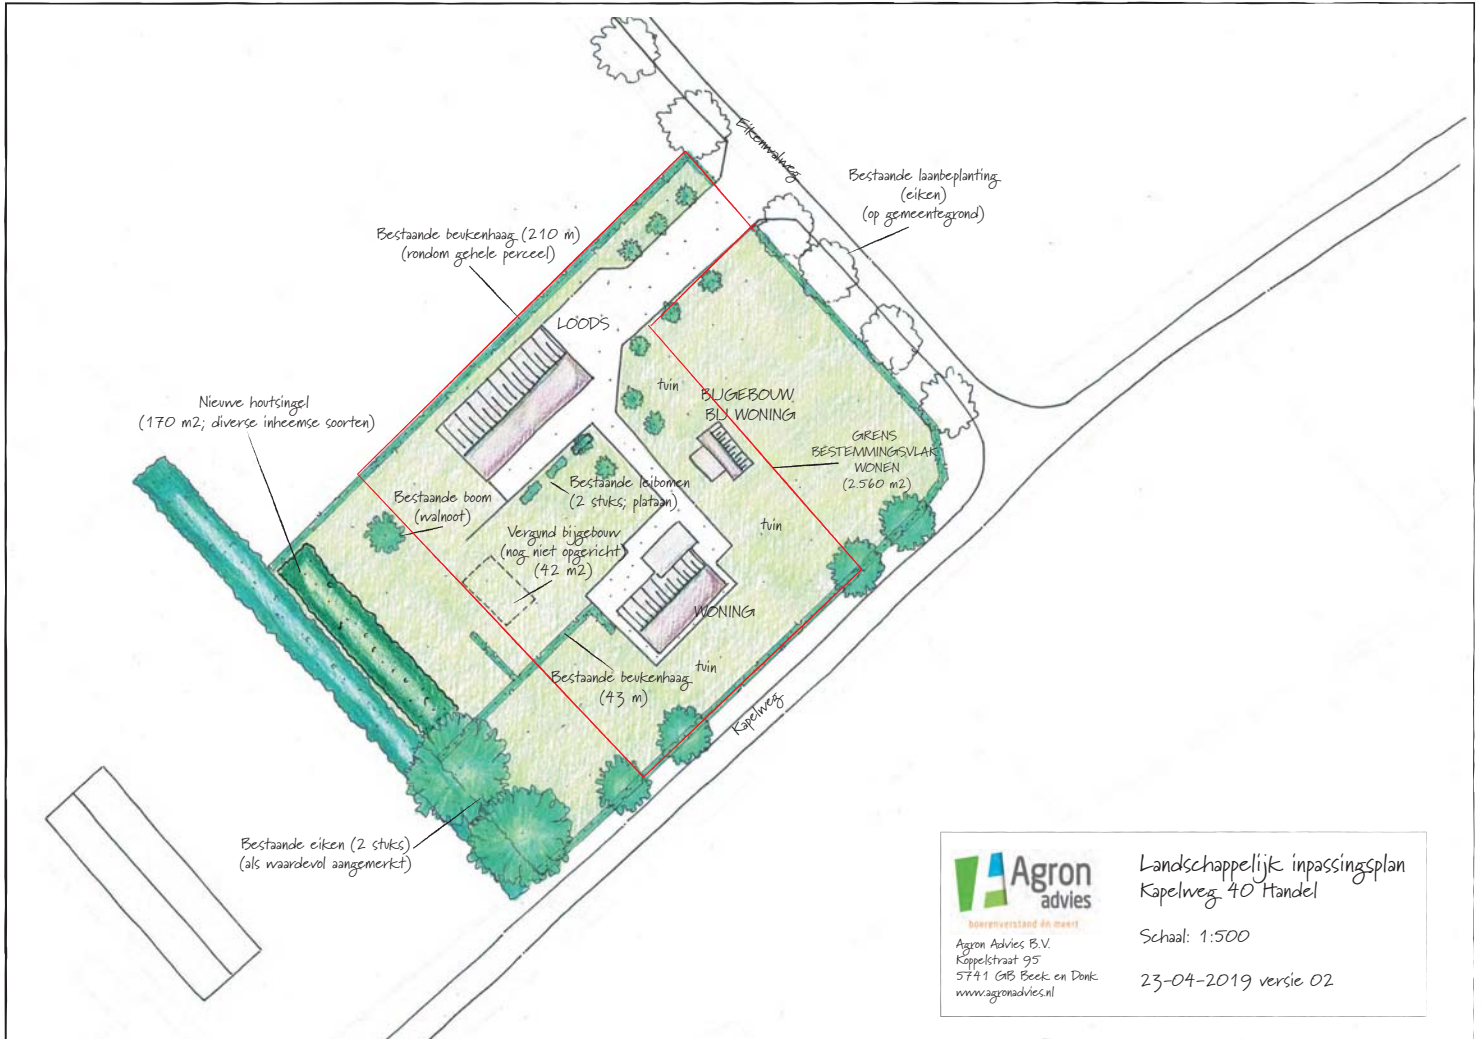 Eikenwalweg
Bestaande laanbeplanting
(eiken)
(op gemeentegrond)
Bestaande beukenhaag (210 m)
(rondom gehele perceel)
LOODS
Nieuwe houtsingel
(170 m2; diverse inheemse soorten)
tuin
BIJGEBOUW
BIJ WONING
GRENS
BESTEMMINGSVLAK
WONEN
(2.560 m2)
Bestaande boom
(walnoot)
Bestaande leibomen
(2 stuks; plataan)
Vergund bijgebouw
(nog niet opgericht)
(42 m2)
tuin
WONING
Bestaande beukenhaag
(43 m)
tuin
Kapelweg
Bestaande eiken (2 stuks)
(als waardevol aangemerkt)
Agron
advies
boerenverstand én meer!
Agron Advies B.V.
Koppelstraat 95
5741 GB Beek en Donk
www.agronadvies.nl
Landschappelijk inpassingsplan
Kapelweg 40 Handel
Schaal: 1:500
23-04-2019 versie 02